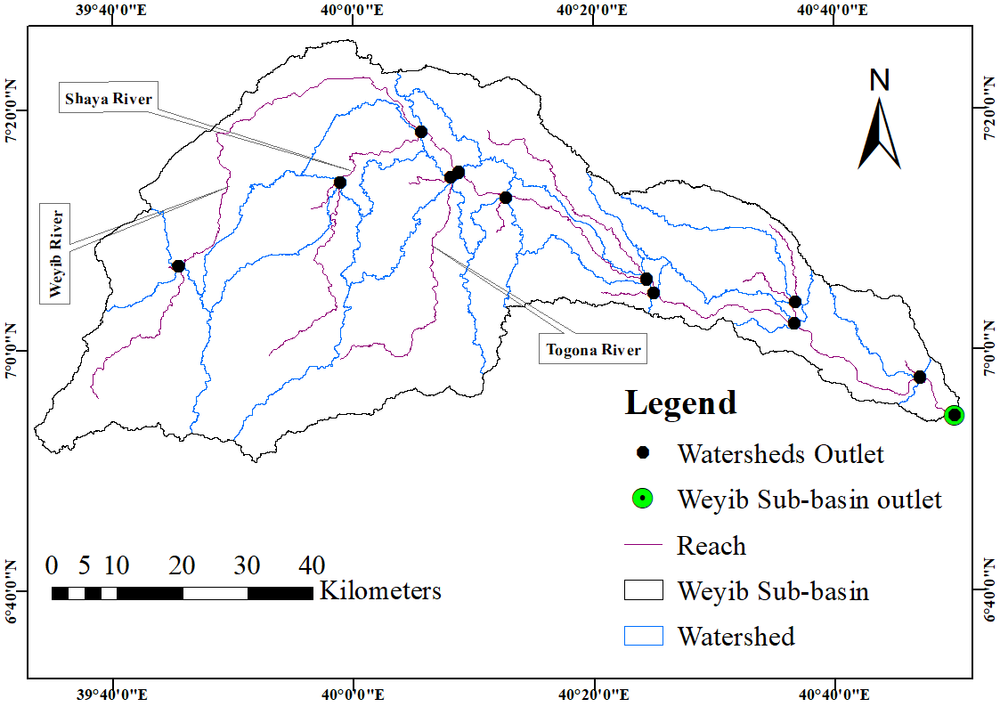 39°40'0"E 40°0'0"E 40°20'0"E 40°40'0"E
7°20'0"N
7°20'0"N
N
Shaya River
Weyib River
7°0'0"N
7°0'0"N
Togona River
Legend
Watersheds Outlet
Weyib Sub-basin outlet
Reach
Weyib Sub-basin
Watershed
0 5 10 20 30 40
Kilometers
6°40'0"N
6°40'0"N
39°40'0"E 40°0'0"E 40°20'0"E 40°40'0"E